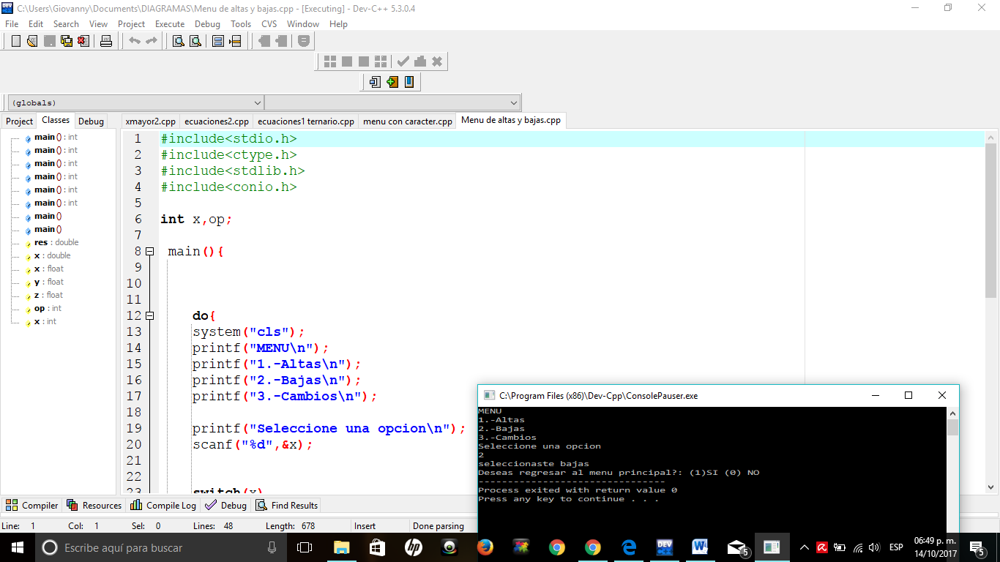 C:\Users\Giovanny\Documents\DIAGRAMAS\Menu de altas y bajas.cpp - [Executing] - Dev-C++ 5.3.0.4
File Edit Search View Project Execute Debug Tools CVS Window Help
(globals)
Project Classes Debug
xmayor2.cpp ecuaciones2.cpp ecuaciones1 ternario.cpp menu con caracter.cpp Menu de altas y bajas.cpp
main () : int
main () : int
main () : int
main () : int
main () : int
main () : int
main ()
main ()
res : double
x : double
x : float
y : float
z : float
op : int
x : int
1 #include<stdio.h>
2 #include<ctype.h>
3 #include<stdlib.h>
4 #include<conio.h>
5
6 int x,op;
7
8 main(){
9
10
11
12 do{
13 system("cls");
14 printf("MENU\n");
15 printf("1.-Altas\n");
16 printf("2.-Bajas\n");
17 printf("3.-Cambios\n");
18
19 printf("Seleccione una opcion\n");
20 scanf("%d",&x);
21
22
23 switch(x)
C:\Program Files (x86)\Dev-Cpp\ConsolePauser.exe
MENU
1.-Altas
2.-Bajas
3.-Cambios
Seleccione una opcion
2
seleccionaste bajas
Deseas regresar al menu principal?: (1)SI (0) NO
--------------------------------
Process exited with return value 0
Press any key to continue . . .
Compiler Resources Compile Log Debug Find Results
Line: 1 Col: 1 Sel: 0 Lines: 48 Length: 678 Insert Done parsing
Escribe aquí para buscar
hp
DEV
5
ESP
06:49 p. m.
14/10/2017
5